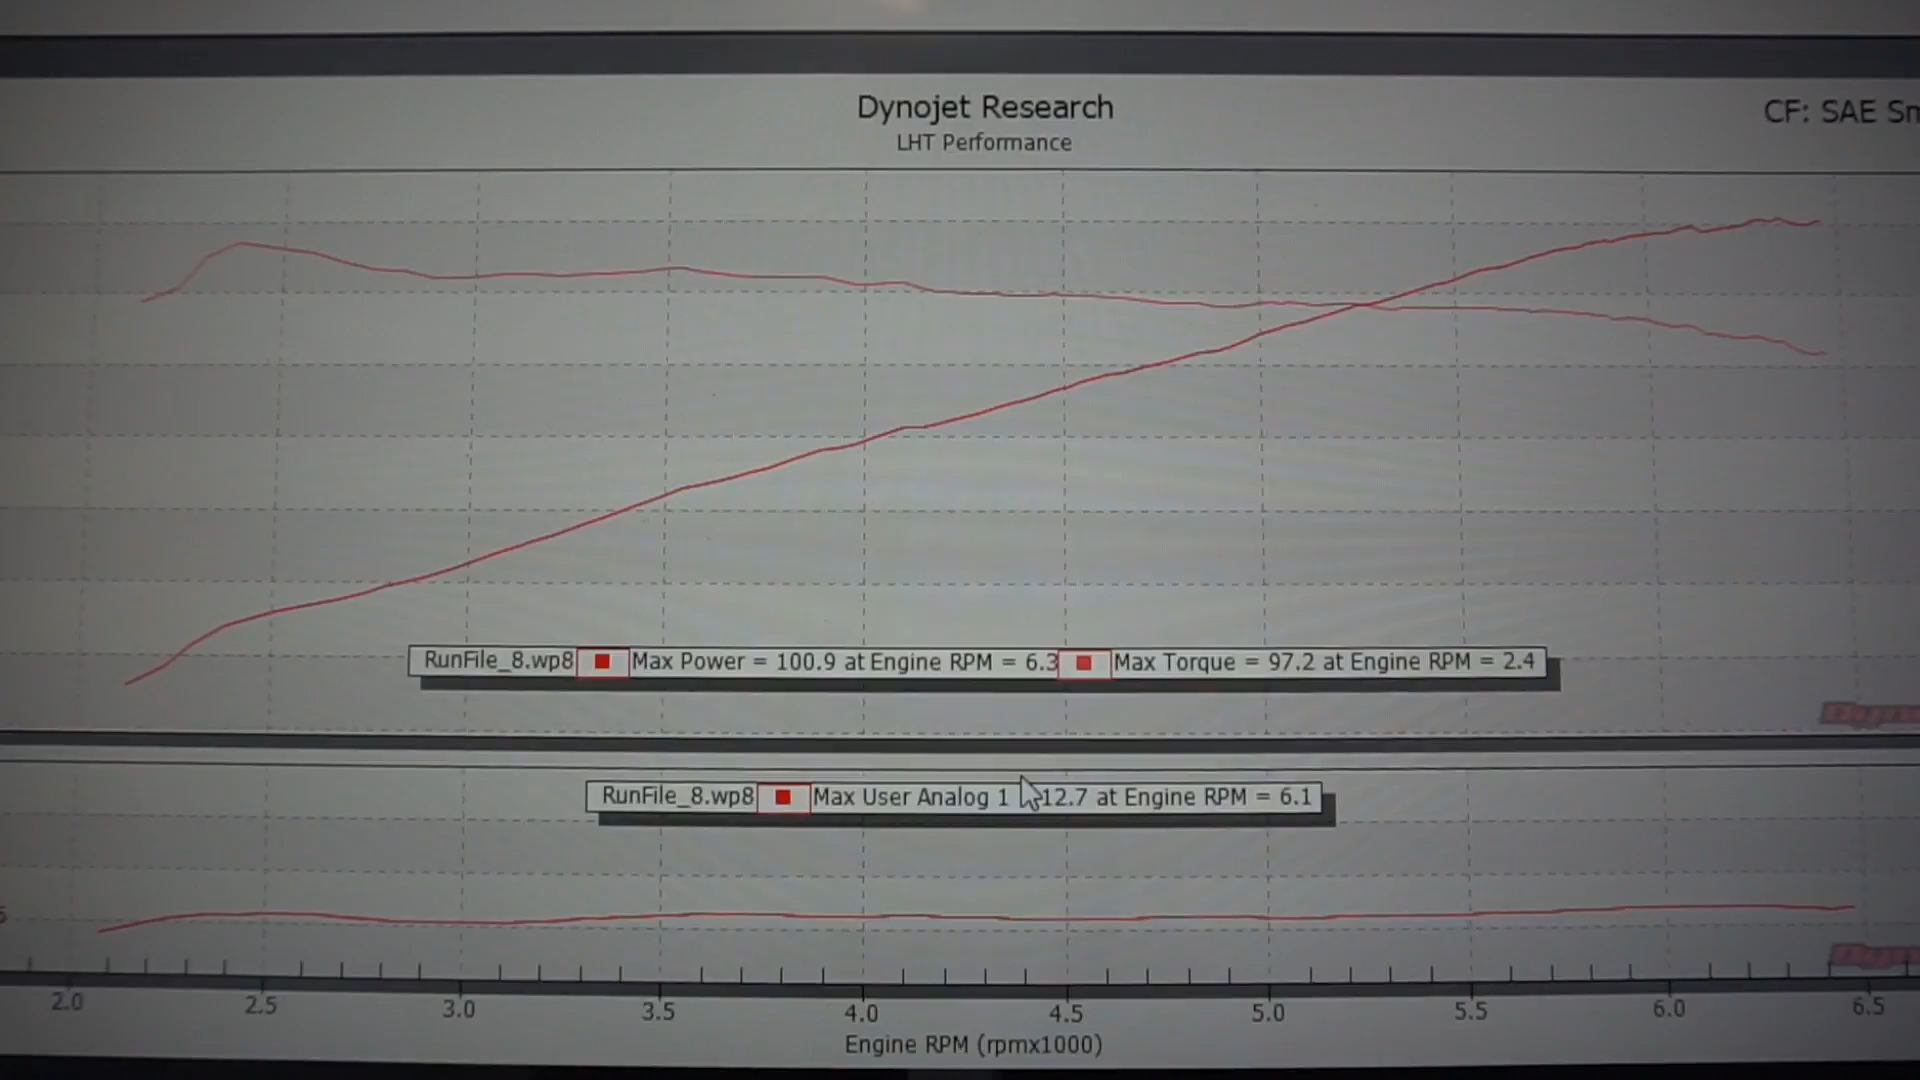 Dynojet Research
CF: SAE Sm
LHT Performance
RunFile_8.wp8 Max Power = 100.9 at Engine RPM = 6.3 Max Torque = 97.2 at Engine RPM = 2.4
RunFile_8.wp8 Max User Analog 1 12.7 at Engine RPM = 6.1
2.0 2.5 3.0 3.5 4.0 4.5 5.0 5.5 6.0 6.5
Engine RPM (rpmx1000)